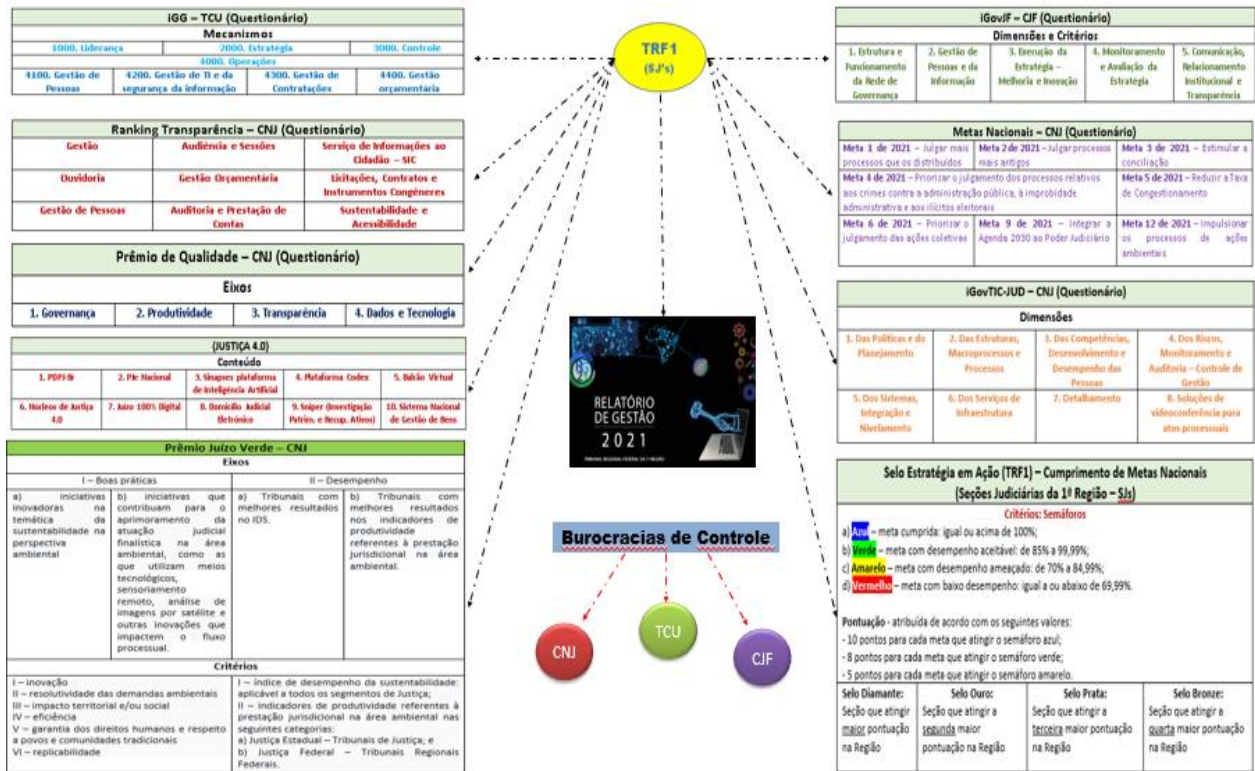 iGG – TCU (Questionário)
Mecanismos
1000. Liderança
2000. Estratégia
3000. Controle
4000. Operações
4100. Gestão de
Pessoas
4200. Gestão de TI e da
segurança da informação
4300. Gestão de
Contratações
4400. Gestão
orçamentária
Ranking Transparência – CNJ (Questionário)
Gestão
Audiência e Sessões
Serviço de Informações ao
Cidadão – SIC
Ouvidoria
Gestão Orçamentária
Licitações, Contratos e
Instrumentos Congêneres
Gestão de Pessoas
Auditoria e Prestação de
Contas
Sustentabilidade e
Acessibilidade
Prêmio de Qualidade – CNJ (Questionário)
Eixos
1. Governança
2. Produtividade
3. Transparência
4. Dados e Tecnologia
(JUSTIÇA 4.0)
Conteúdo
1. PDPJ-Br
2. PJe Nacional
3. Sinapses plataforma
de Inteligência Artificial
4. Plataforma Codex
5. Balcão Virtual
6. Núcleos de Justiça
4.0
7. Juízo 100% Digital
8. Domicílio Judicial
Eletrônico
9. Sniper (Investigação
Patrim. e Recup. Ativos)
10. Sistema Nacional
de Gestão de Bens
Prêmio Juízo Verde – CNJ
Eixos
I – Boas práticas
II – Desempenho
a) iniciativas
inovadoras na
temática da
sustentabilidade na
perspectiva
ambiental
b) iniciativas que
contribuam para o
aprimoramento da
atuação judicial
finalística na área
ambiental, como as
que utilizam meios
tecnológicos,
sensoriamento
remoto, análise de
imagens por satélite e
outras inovações que
impactem o fluxo
processual.
a) Tribunais com
melhores resultados
no IDS.
b) Tribunais com
melhores resultados
nos indicadores de
produtividade
referentes à prestação
jurisdicional na área
ambiental.
Critérios
I – inovação
II – resolutividade das demandas ambientais
III – impacto territorial e/ou social
IV – eficiência
V – garantia dos direitos humanos e respeito
a povos e comunidades tradicionais
VI – replicabilidade
I – índice de desempenho da sustentabilidade:
aplicável a todos os segmentos de Justiça;
II – indicadores de produtividade referentes à
prestação jurisdicional na área ambiental nas
seguintes categorias:
a) Justiça Estadual – Tribunais de Justiça; e
b) Justiça Federal – Tribunais Regionais
Federais.
TRF1
(SJ's)
RELATÓRIO
DE GESTÃO
2021
TRIBUNAL REGIONAL FEDERAL DA 1ª REGIÃO
Burocracias de Controle
CNJ
TCU
CJF
iGovJF – CJF (Questionário)
Dimensões e Critérios
1. Estrutura e
Funcionamento
da Rede de
Governança
2. Gestão de
Pessoas e da
Informação
3. Execução da
Estratégia –
Melhoria e Inovação
4. Monitoramento
e Avaliação da
Estratégia
5. Comunicação,
Relacionamento
Institucional e
Transparência
Metas Nacionais – CNJ (Questionário)
Meta 1 de 2021 – Julgar mais
processos que os distribuídos
Meta 2 de 2021 – Julgar processos
mais antigos
Meta 3 de 2021 – Estimular a
conciliação
Meta 4 de 2021 – Priorizar o julgamento dos processos relativos
aos crimes contra a administração pública, à improbidade
administrativa e aos ilícitos eleitorais
Meta 5 de 2021 – Reduzir a Taxa
de Congestionamento
Meta 6 de 2021 – Priorizar o
julgamento das ações coletivas
Meta 9 de 2021 – Integrar a
Agenda 2030 ao Poder Judiciário
Meta 12 de 2021 – Impulsionar
os processos de ações
ambientais
iGovTIC-JUD – CNJ (Questionário)
Dimensões
1. Das Políticas e do
Planejamento
2. Das Estruturas,
Macroprocessos e
Processos
3. Das Competências,
Desenvolvimento e
Desempenho das
Pessoas
4. Dos Riscos,
Monitoramento e
Auditoria – Controle de
Gestão
5. Dos Sistemas,
Integração e
Nivelamento
6. Dos Serviços de
Infraestrutura
7. Detalhamento
8. Soluções de
videoconferência para
atos processuais
Selo Estratégia em Ação (TRF1) – Cumprimento de Metas Nacionais
(Seções Judiciárias da 1ª Região – SJs)
Critérios: Semáforos
a) Azul – meta cumprida: igual ou acima de 100%;
b) Verde – meta com desempenho aceitável: de 85% a 99,99%;
c) Amarelo – meta com desempenho ameaçado: de 70% a 84,99%;
d) Vermelho – meta com baixo desempenho: igual a ou abaixo de 69,99%.
Pontuação - atribuída de acordo com os seguintes valores:
- 10 pontos para cada meta que atingir o semáforo azul;
- 8 pontos para cada meta que atingir o semáforo verde;
- 5 pontos para cada meta que atingir o semáforo amarelo.
Selo Diamante:
Seção que atingir
maior pontuação
na Região
Selo Ouro:
Seção que atingir a
segunda maior
pontuação na Região
Selo Prata:
Seção que atingir a
terceira maior pontuação
na Região
Selo Bronze:
Seção que atingir a
quarta maior pontuação
na Região